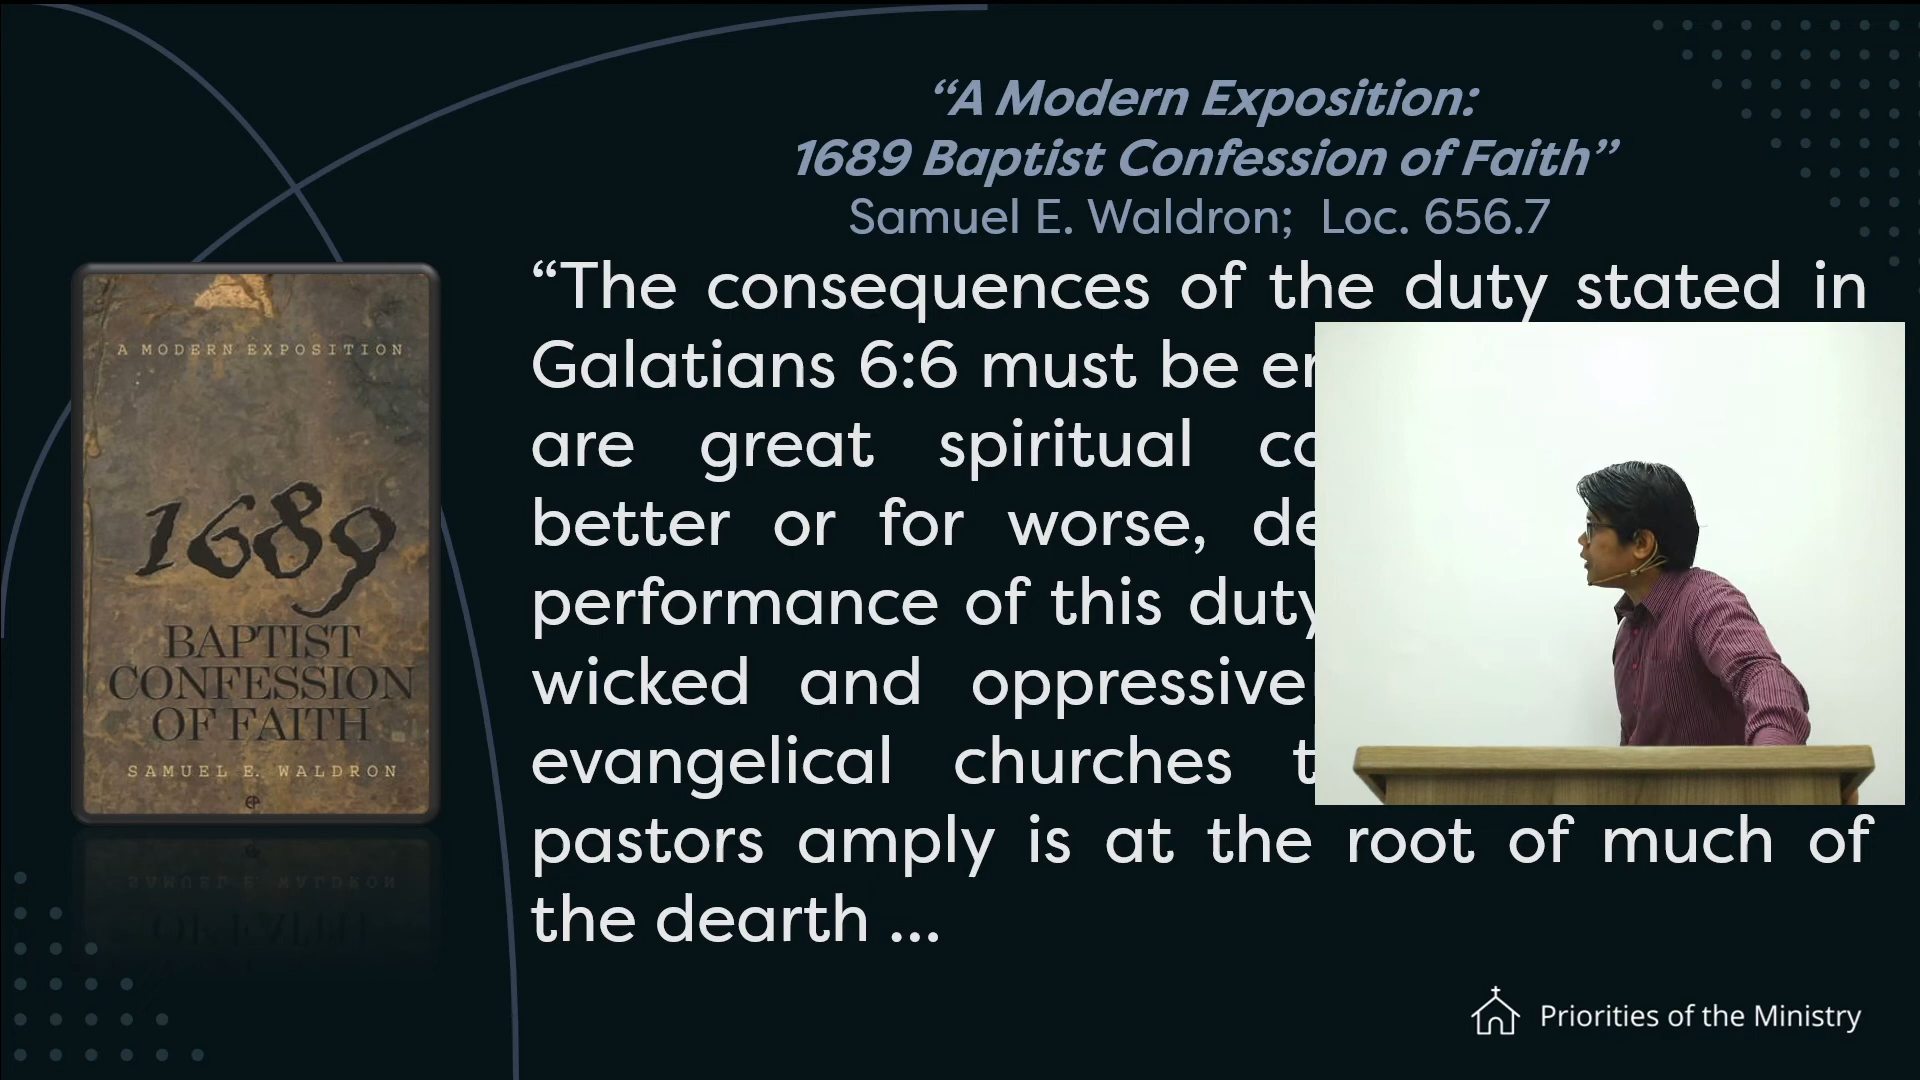 “A Modern Exposition:
1689 Baptist Confession of Faith”
Samuel E. Waldron; Loc. 656.7
“The consequences of the duty stated in
Galatians 6:6 must be
are great spiritual
better or for worse,
performance of this duty
wicked and oppressive
evangelical churches
pastors amply is at the root of much of
the dearth ...
A MODERN EXPOSITION
1689
BAPTIST
CONFESSION
OF FAITH
SAMUEL E. WALDRON
EP
Priorities of the Ministry